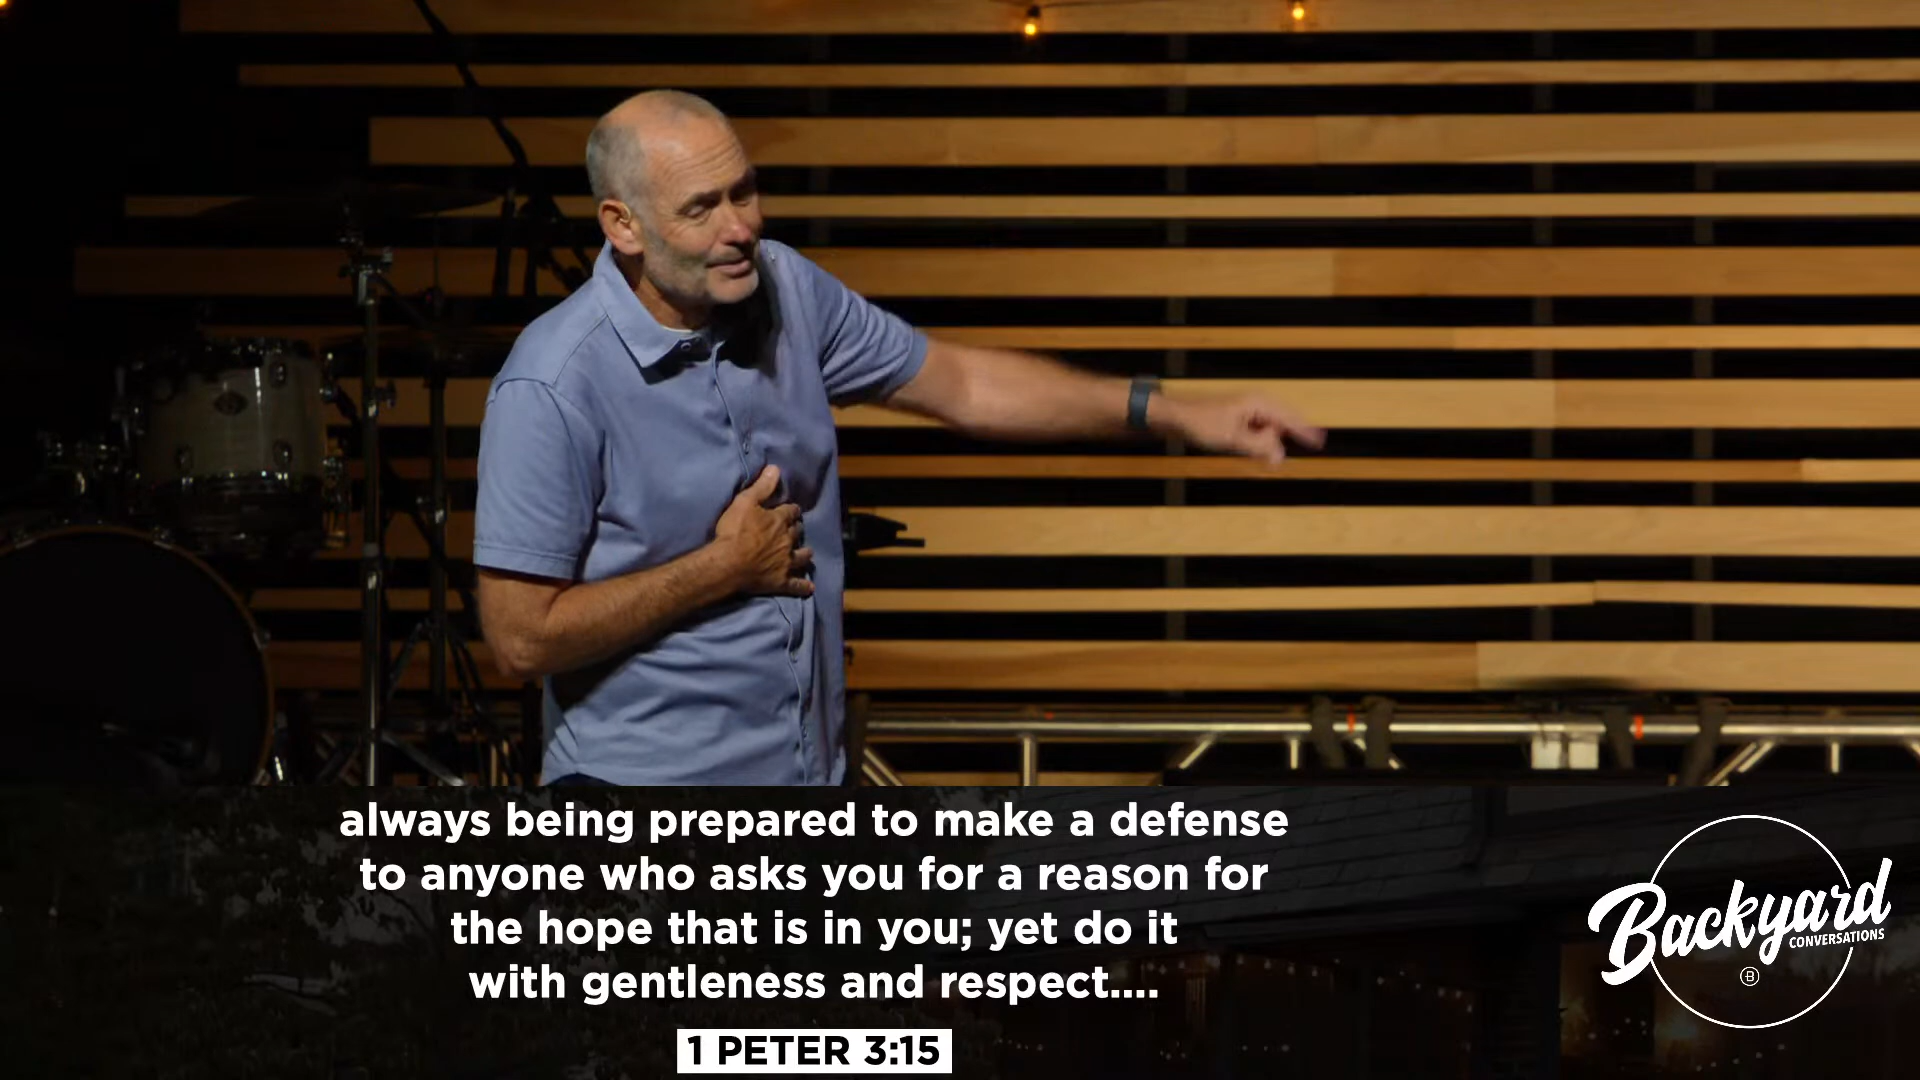 always being prepared to make a defense
to anyone who asks you for a reason for
the hope that is in you; yet do it
with gentleness and respect....
1 PETER 3:15
Backyard
CONVERSATIONS
B